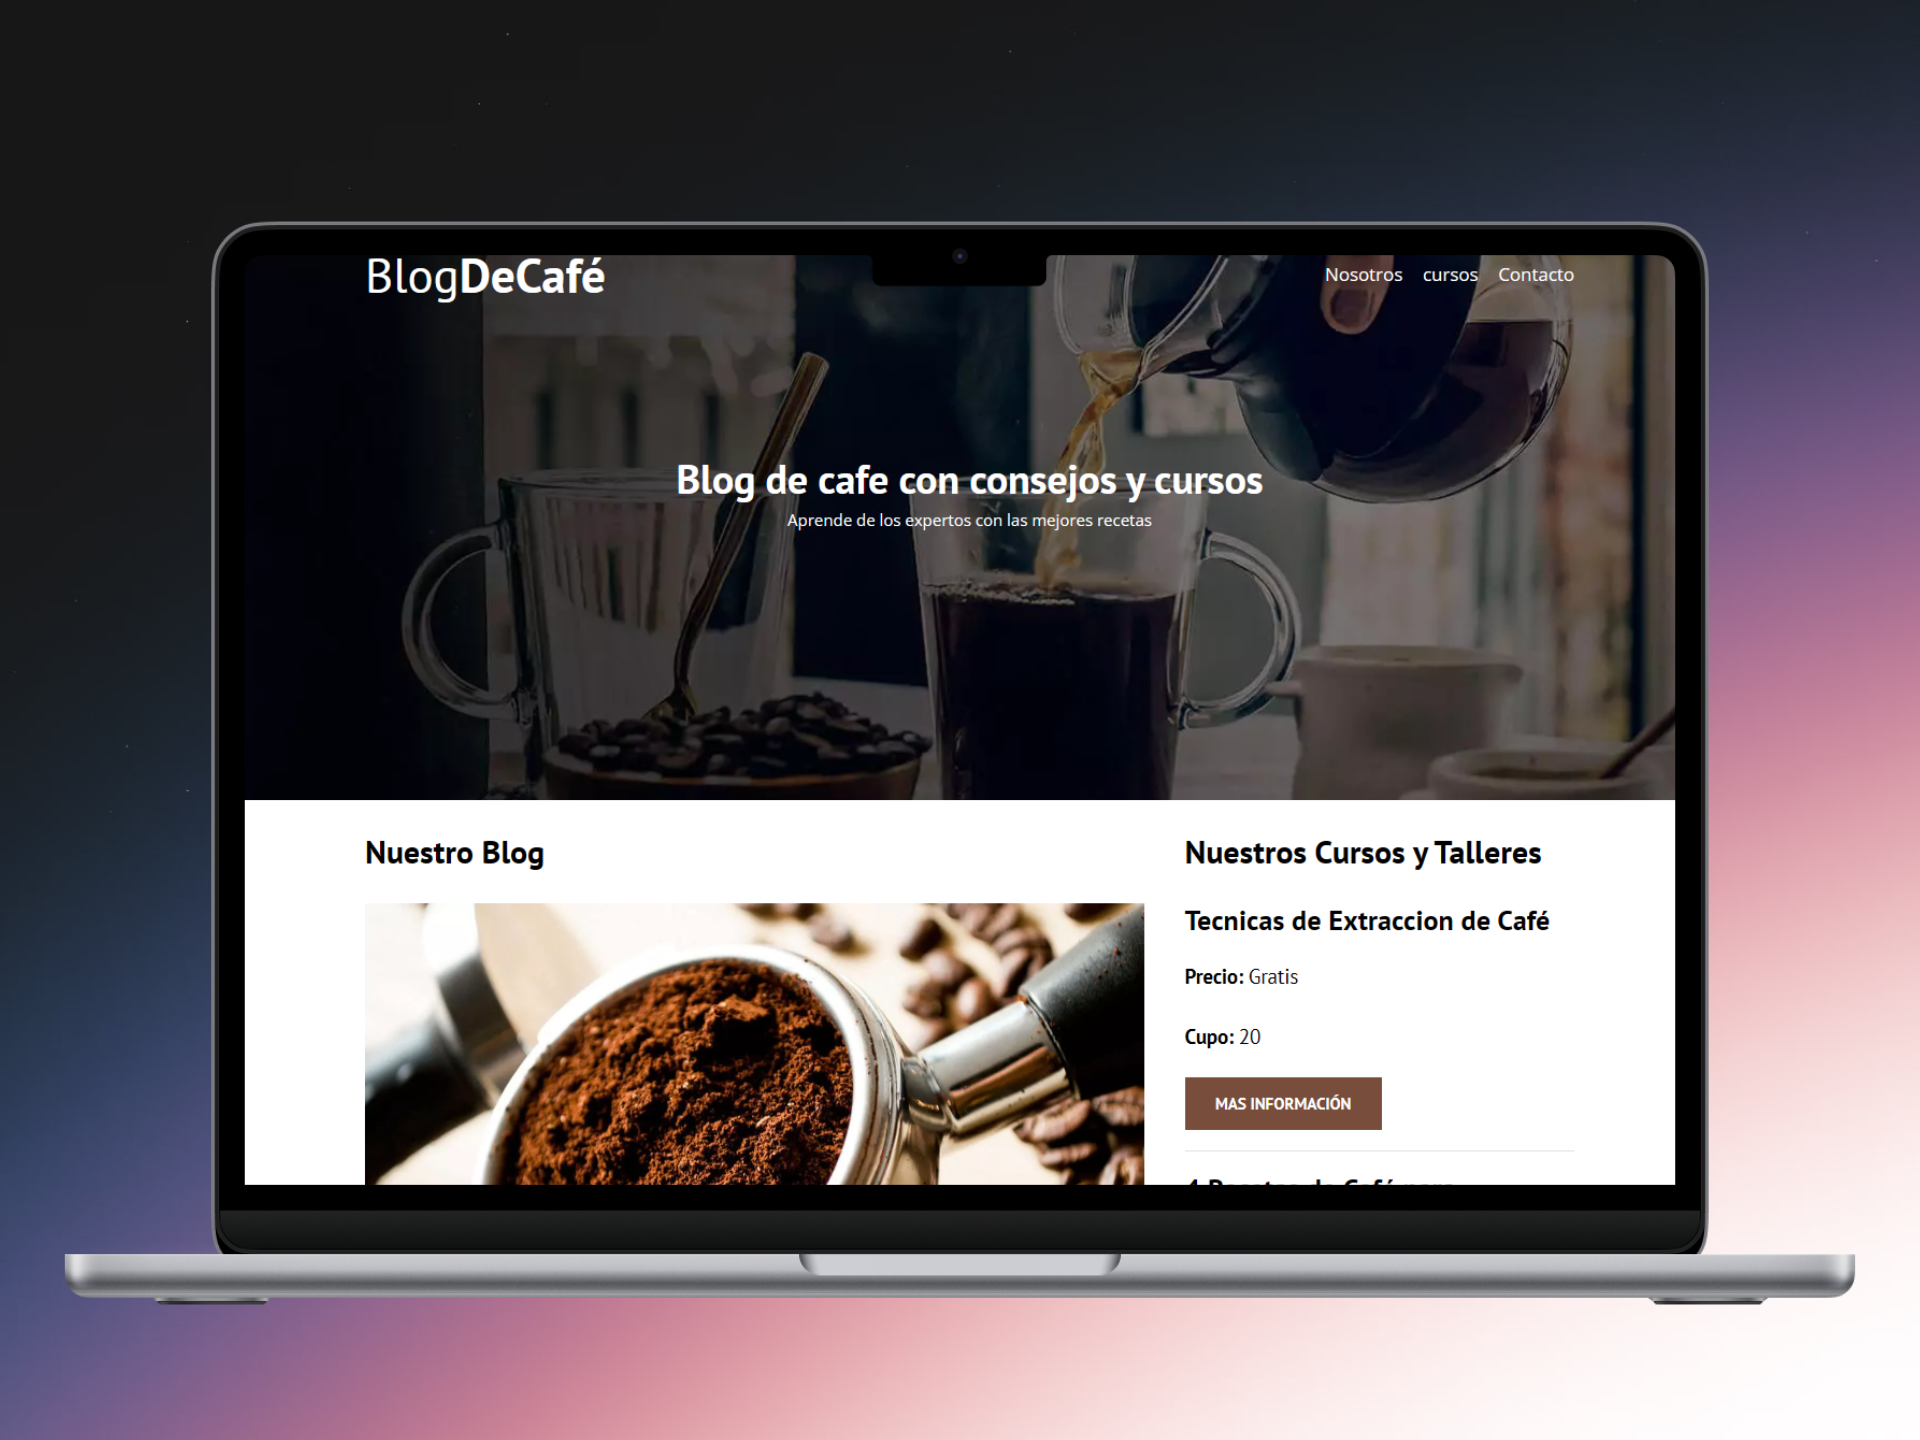 BlogDeCafé
Nosotros cursos Contacto
Blog de cafe con consejos y cursos
Aprende de los expertos con las mejores recetas
Nuestro Blog
Nuestros Cursos y Talleres
Tecnicas de Extraccion de Café
Precio: Gratis
Cupo: 20
MAS INFORMACIÓN